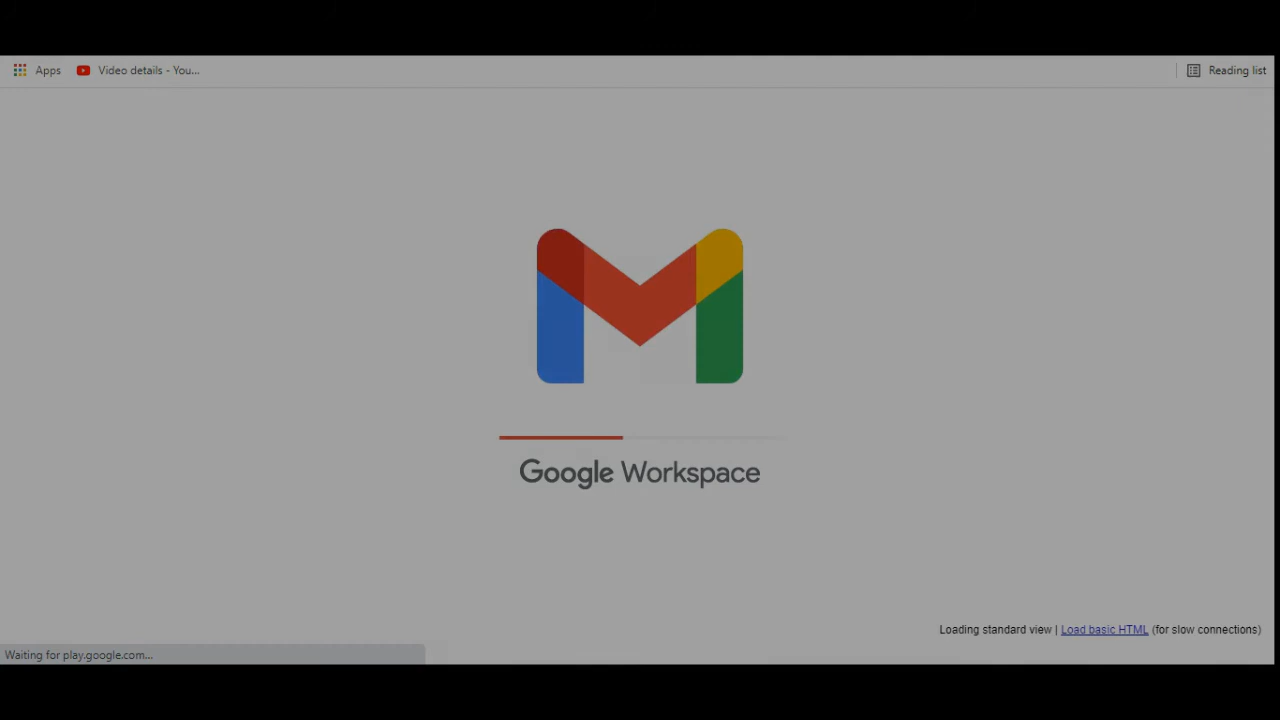 Apps Video details - You... Reading list
Google Workspace
Loading standard view | Load basic HTML (for slow connections)
Waiting for play.google.com...